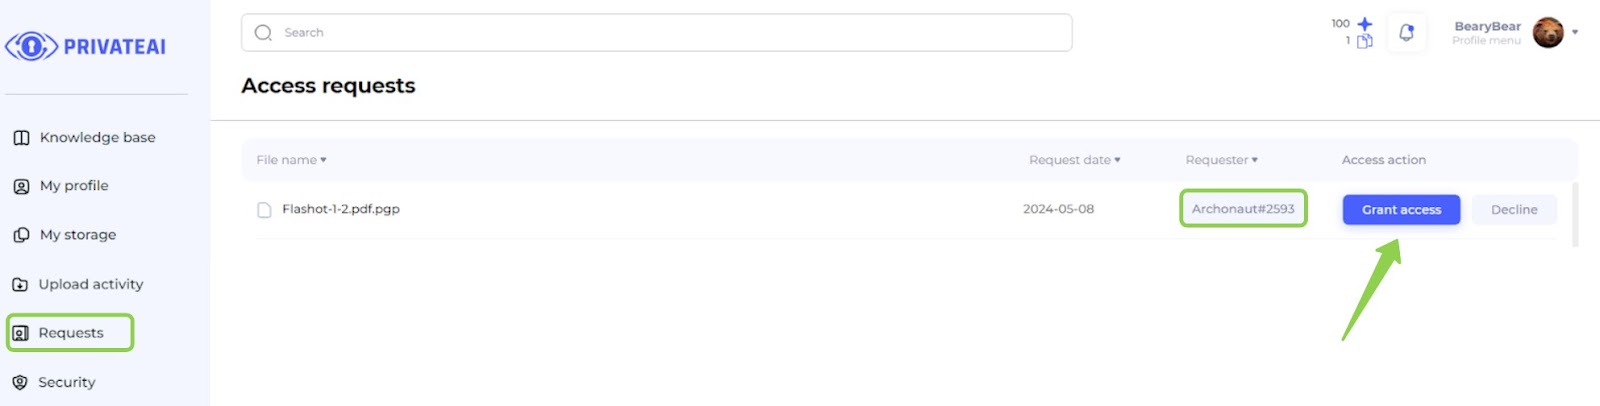 PRIVATEAI
Knowledge base
My profile
My storage
Upload activity
Requests
Security
Search
100
1
BearyBear
Profile menu
Access requests
File name Request date Requester Access action
Flashot-1-2.pdf.pgp 2024-05-08 Archonaut#2593 Grant access Decline